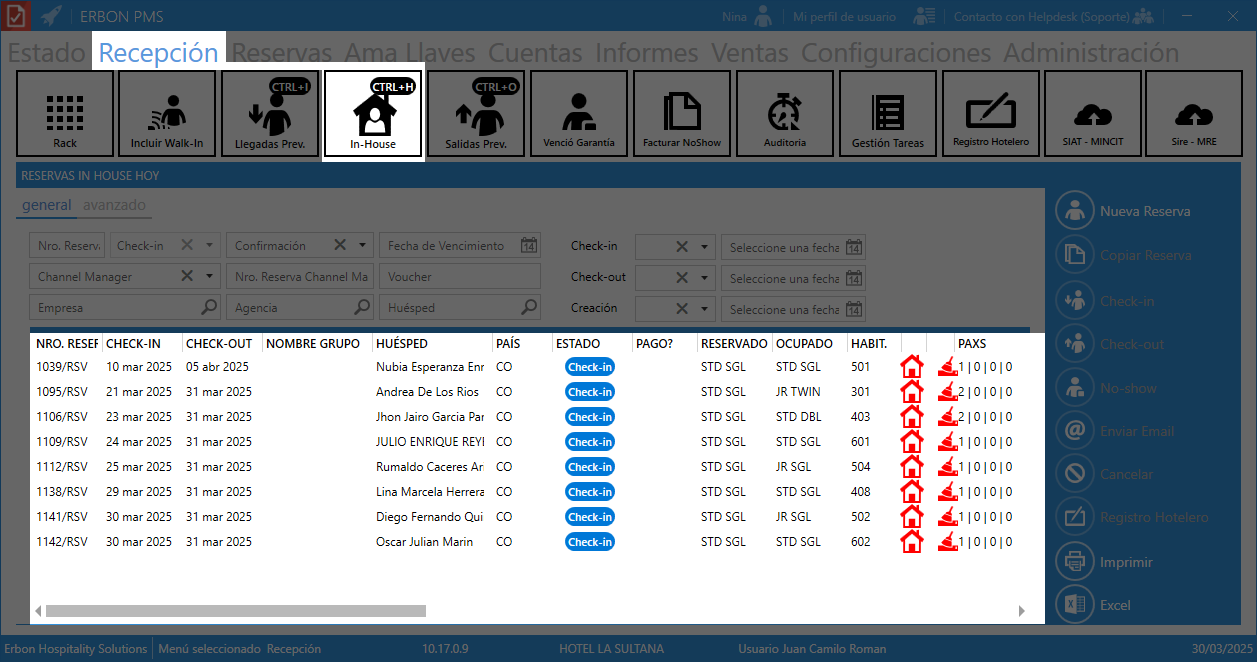 ERBON PMS
Nina
Mi perfil de usuario
Contacto con Helpdesk (Soporte)
Estado Recepción Reservas Ama Llaves Cuentas Informes Ventas Configuraciones Administración
CTRL+I
CTRL+H
CTRL+O
Rack
Incluir Walk-In
Llegadas Prev.
In-House
Salidas Prev.
Venció Garantía
Facturar NoShow
Auditoria
Gestión Tareas
Registro Hotelero
SIAT - MINCIT
Sire - MRE
RESERVAS IN HOUSE HOY
general avanzado
Nro. Reserv. Check-in Confirmación Fecha de Vencimiento 14 Check-in Seleccione una fecha 14
Channel Manager Nro. Reserva Channel Ma Voucher Check-out Seleccione una fecha 14
Empresa Agencia Huésped Creación Seleccione una fecha 14
NRO. RESER CHECK-IN CHECK-OUT NOMBRE GRUPO HUÉSPED PAÍS ESTADO PAGO? RESERVADO OCUPADO HABIT. PAXS
1039/RSV 10 mar 2025 05 abr 2025 Nubia Esperanza Enr CO Check-in STD SGL STD SGL 501 1|0|0|0
1095/RSV 21 mar 2025 31 mar 2025 Andrea De Los Rios CO Check-in STD SGL JR TWIN 301 2|0|0|0
1106/RSV 23 mar 2025 31 mar 2025 Jhon Jairo Garcia Par CO Check-in STD SGL STD DBL 403 2|0|0|0
1109/RSV 24 mar 2025 31 mar 2025 JULIO ENRIQUE REYI CO Check-in STD SGL STD SGL 601 1|0|0|0
1112/RSV 25 mar 2025 31 mar 2025 Rumaldo Caceres Ar CO Check-in STD SGL JR SGL 504 1|0|0|0
1138/RSV 29 mar 2025 31 mar 2025 Lina Marcela Herrera CO Check-in STD SGL STD SGL 408 1|0|0|0
1141/RSV 30 mar 2025 31 mar 2025 Diego Fernando Qui CO Check-in STD SGL JR SGL 502 1|0|0|0
1142/RSV 30 mar 2025 31 mar 2025 Oscar Julian Marin CO Check-in STD SGL STD SGL 602 1|0|0|0
Nueva Reserva
Copiar Reserva
Check-in
Check-out
No-show
Enviar Email
Cancelar
Registro Hotelero
Imprimir
Excel
Erbon Hospitality Solutions Menú seleccionado Recepción 10.17.0.9 HOTEL LA SULTANA Usuario Juan Camilo Roman 30/03/2025